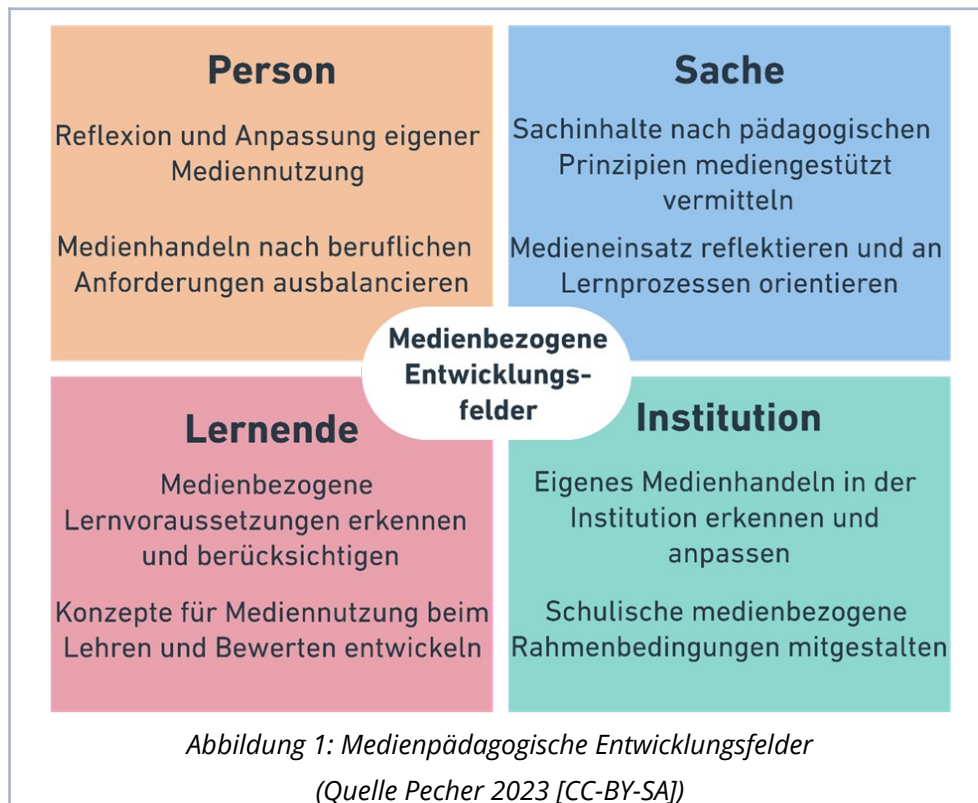 Person
Reflexion und Anpassung eigener
Mediennutzung
Medienhandeln nach beruflichen
Anforderungen ausbalancieren
Sache
Sachinhalte nach pädagogischen
Prinzipien mediengestützt
vermitteln
Medieneinsatz reflektieren und an
Lernprozessen orientieren
Medienbezogene
Entwicklungs-
felder
Lernende
Medienbezogene
Lernvoraussetzungen erkennen
und berücksichtigen
Konzepte für Mediennutzung beim
Lehren und Bewerten entwickeln
Institution
Eigenes Medienhandeln in der
Institution erkennen und
anpassen
Schulische medienbezogene
Rahmenbedingungen mitgestalten
Abbildung 1: Medienpädagogische Entwicklungsfelder
(Quelle Pecher 2023 [CC-BY-SA])